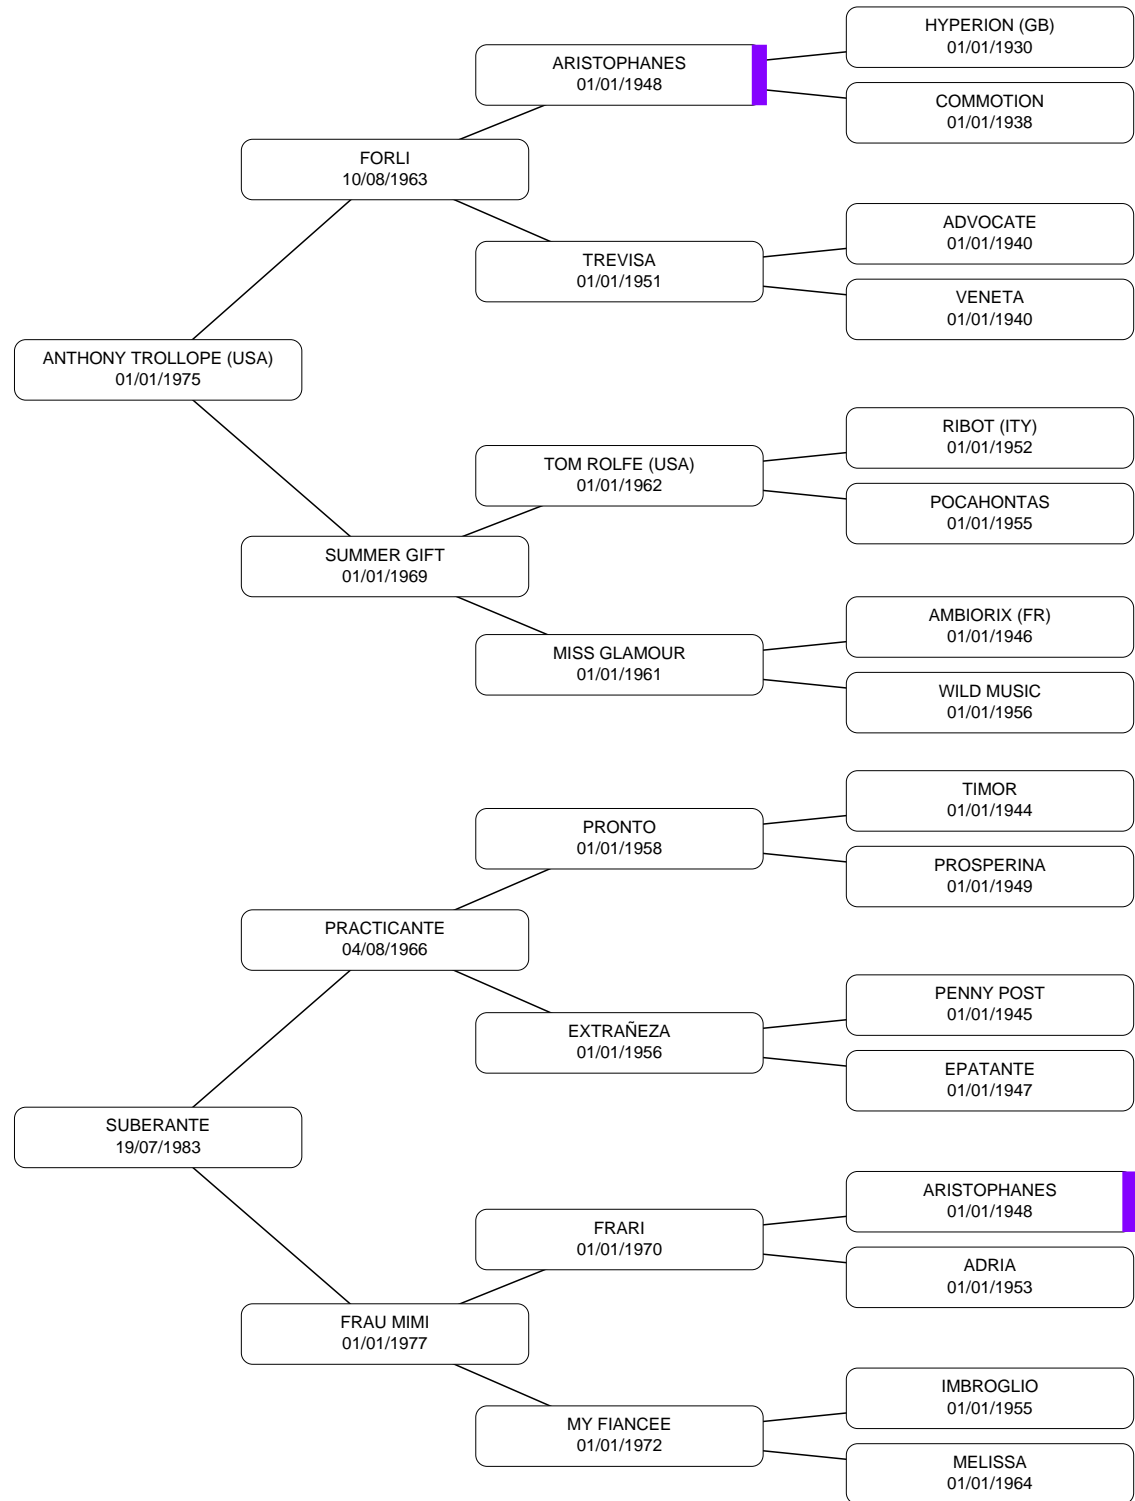 HYPERION (GB)
01/01/1930
ARISTOPHANES
01/01/1948
COMMOTION
01/01/1938
FORLI
10/08/1963
ADVOCATE
01/01/1940
TREVISA
01/01/1951
VENETA
01/01/1940
ANTHONY TROLLOPE (USA)
01/01/1975
RIBOT (ITY)
01/01/1952
TOM ROLFE (USA)
01/01/1962
POCAHONTAS
01/01/1955
SUMMER GIFT
01/01/1969
AMBIORIX (FR)
01/01/1946
MISS GLAMOUR
01/01/1961
WILD MUSIC
01/01/1956
TIMOR
01/01/1944
PRONTO
01/01/1958
PROSPERINA
01/01/1949
PRACTICANTE
04/08/1966
PENNY POST
01/01/1945
EXTRAÑEZA
01/01/1956
EPATANTE
01/01/1947
SUBERANTE
19/07/1983
ARISTOPHANES
01/01/1948
FRARI
01/01/1970
ADRIA
01/01/1953
FRAU MIMI
01/01/1977
IMBROGLIO
01/01/1955
MY FIANCEE
01/01/1972
MELISSA
01/01/1964